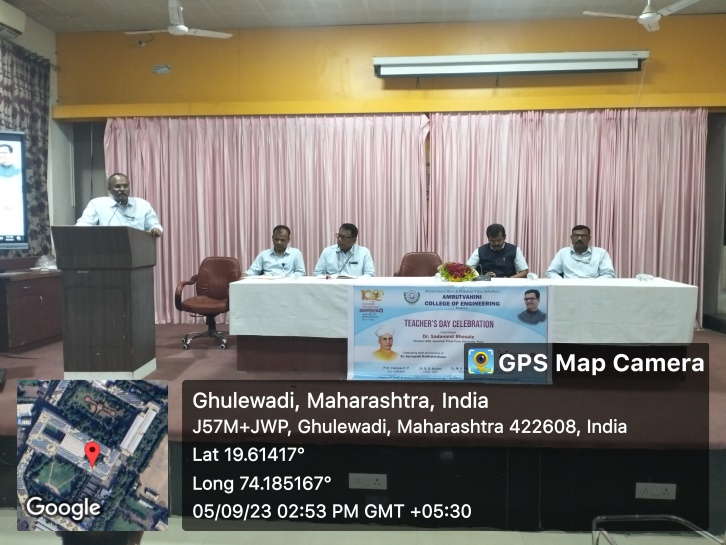 AMRUTVAHINI
COLLEGE OF ENGINEERING
TEACHER'S DAY CELEBRATION
Dr. Sadanand Bhosale
GPS Map Camera
Ghulewadi, Maharashtra, India
J57M+JWP, Ghulewadi, Maharashtra 422608, India
Lat 19.61417°
Long 74.185167°
05/09/23 02:53 PM GMT +05:30
Google